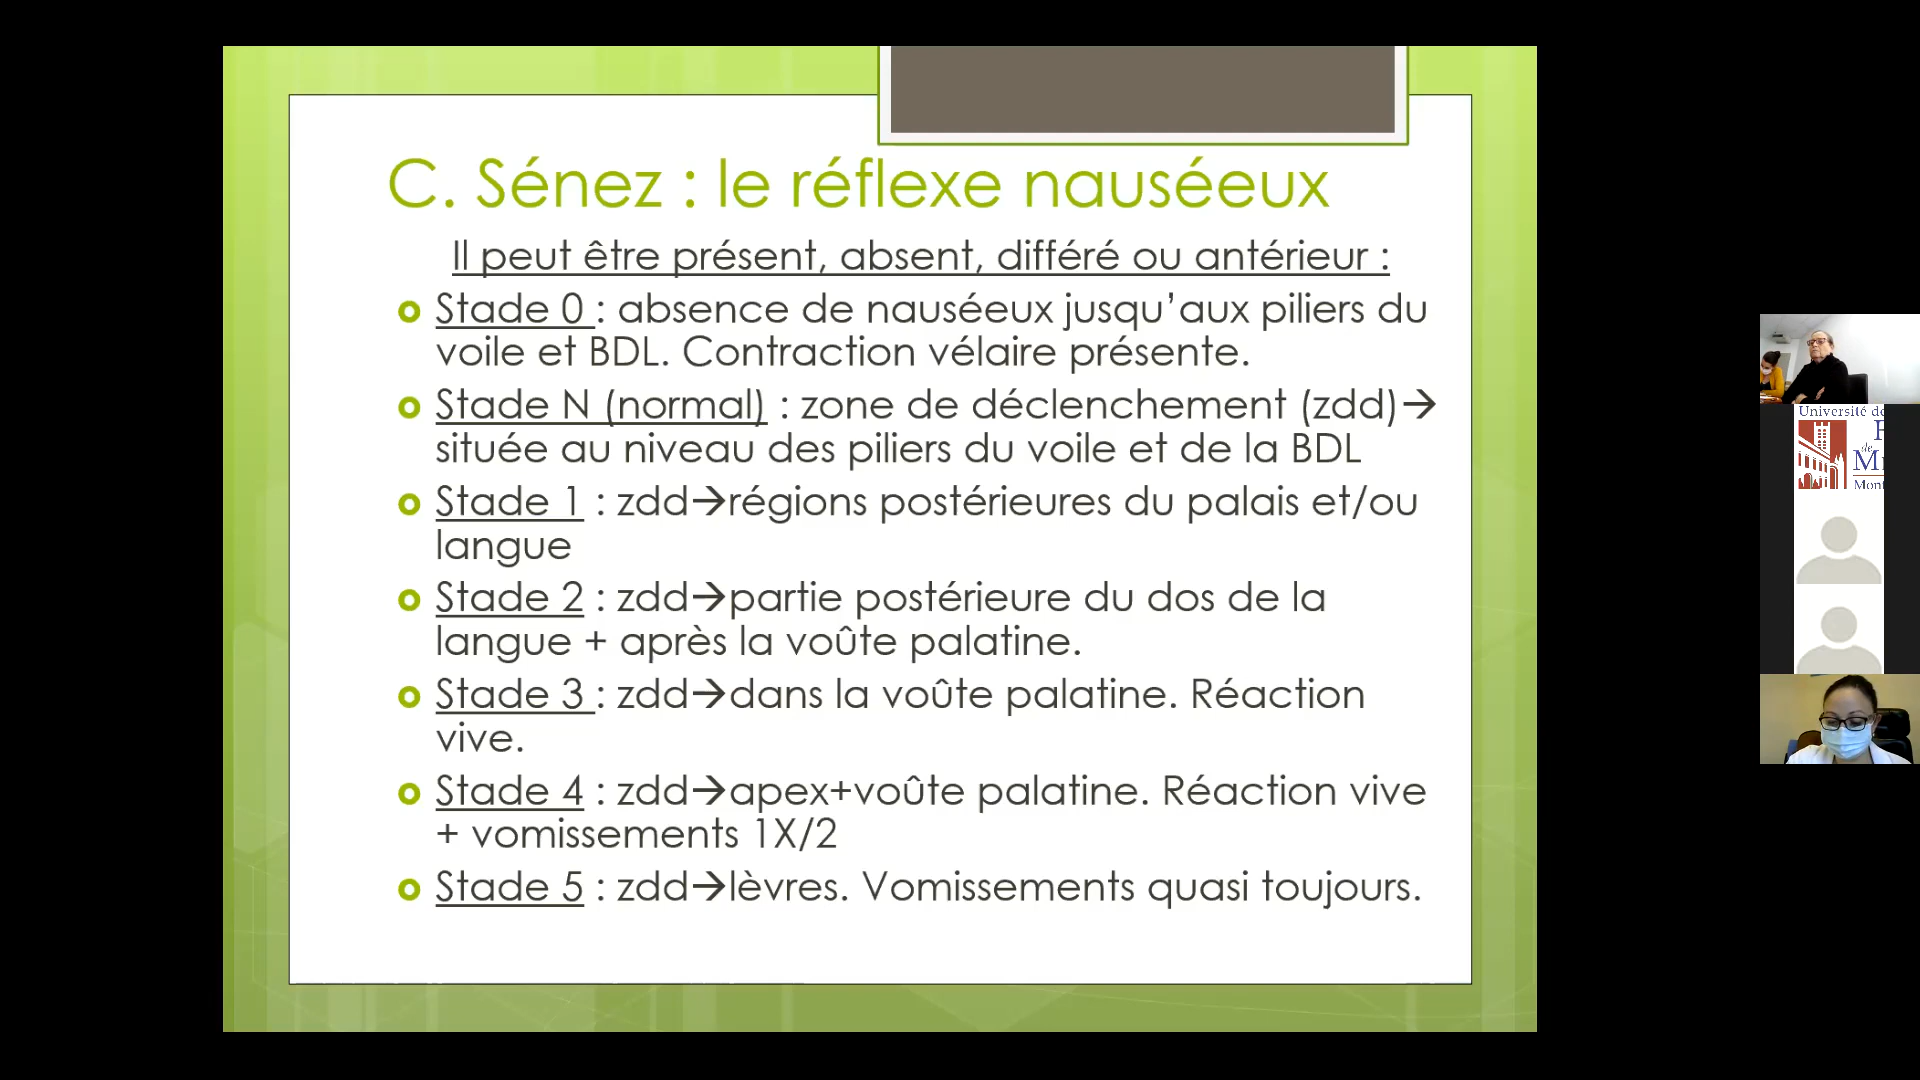 C. Sénez : le réflexe nauséeux
Il peut être présent, absent, différé ou antérieur :
Stade 0 : absence de nauséeux jusqu’aux piliers du
voile et BDL. Contraction vélaire présente.
Stade N (normal) : zone de déclenchement (zdd)→
située au niveau des piliers du voile et de la BDL
Stade 1 : zdd→régions postérieures du palais et/ou
langue
Stade 2 : zdd→partie postérieure du dos de la
langue + après la voûte palatine.
Stade 3 : zdd→dans la voûte palatine. Réaction
vive.
Stade 4 : zdd→apex+voûte palatine. Réaction vive
+ vomissements 1X/2
Stade 5 : zdd→lèvres. Vomissements quasi toujours.
Université de
F
de
M
Mont